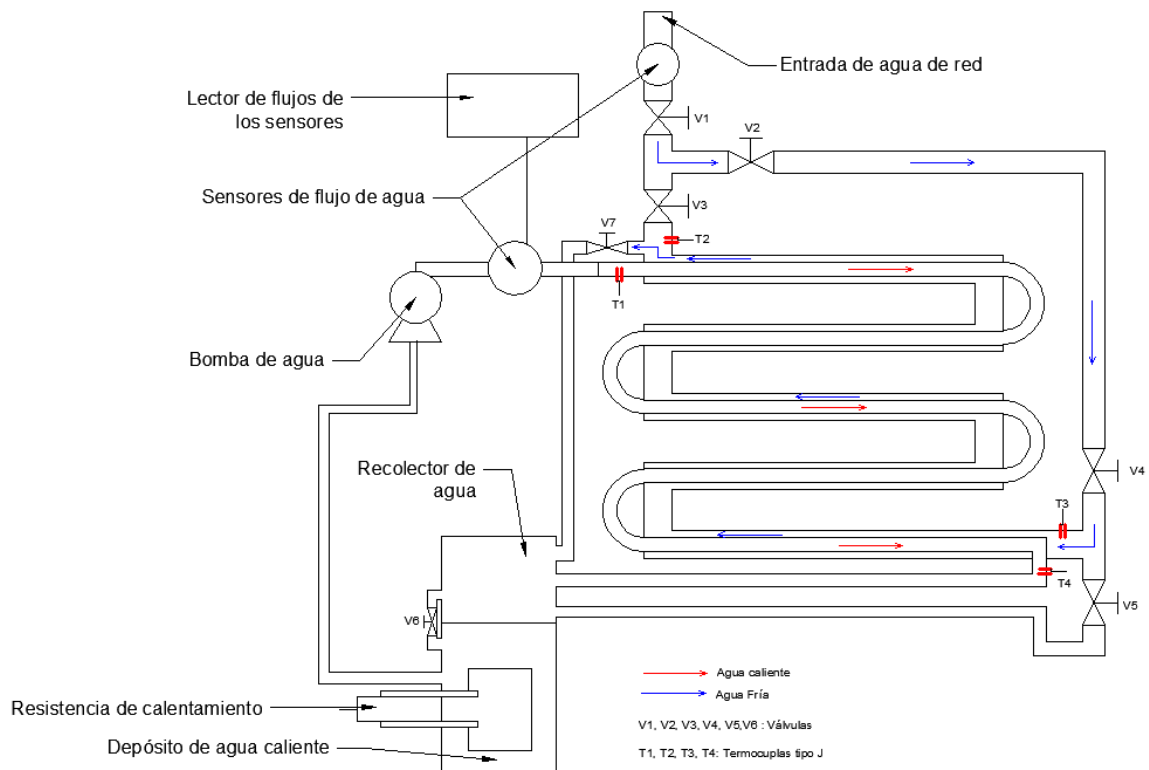 Entrada de agua de red
Lector de flujos de
los sensores
V1
V2
Sensores de flujo de agua
V3
V7
T2
T1
Bomba de agua
Recolector de
agua
V4
T3
T4
V5
V6
Agua caliente
Agua Fría
Resistencia de calentamiento
V1, V2, V3, V4, V5,V6 : Válvulas
Depósito de agua caliente
T1, T2, T3, T4: Termocuplas tipo J